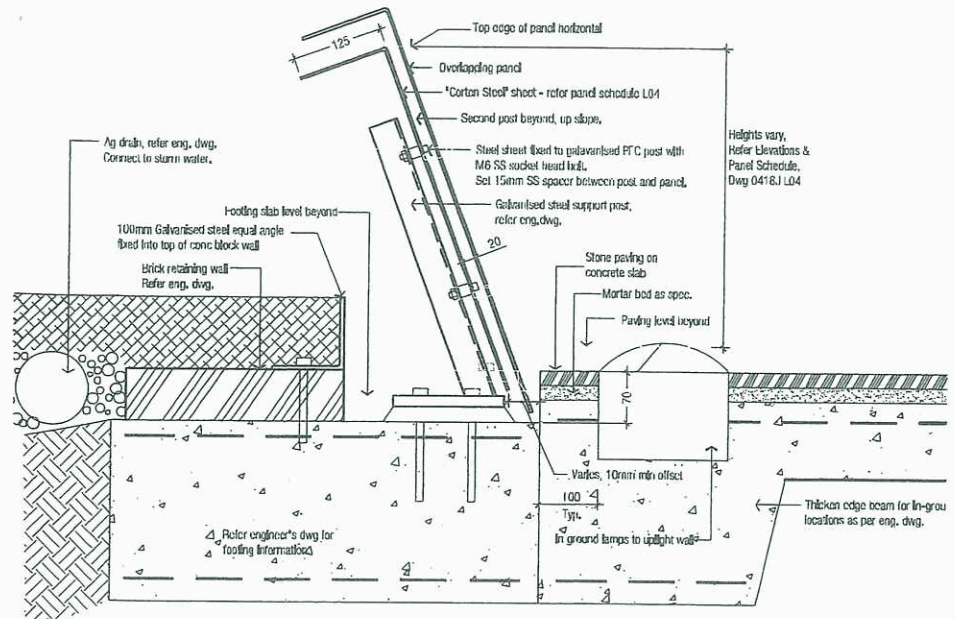 Top edge of panel horizontal
125
Overlapping panel
"Corten Steel" sheet - refer panel schedule L04
Second post beyond, up slope.
Ag drain, refer eng. dwg.
Connect to storm water.
Steel sheet fixed to galavanised PFC post with
M6 SS socket head bolt.
Set 15mm SS spacer between post and panel.
Heights vary,
Refer Elevations &
Panel Schedule,
Dwg 0418.1 L04
Galvanised steel support post,
refer eng.dwg.
Footing slab level beyond
100mm Galvanised steel equal angle
fixed into top of conc block wall
20
Brick retaining wall
Refer eng. dwg.
Stone paving on
concrete slab
Mortar bed as spec.
Paving level beyond
70
Varies, 10mm min offset
100
Typ.
Thicken edge beam for in-grou
locations as per eng. dwg.
Refer engineer's dwg for
footing information
In ground lamps to uplight wall